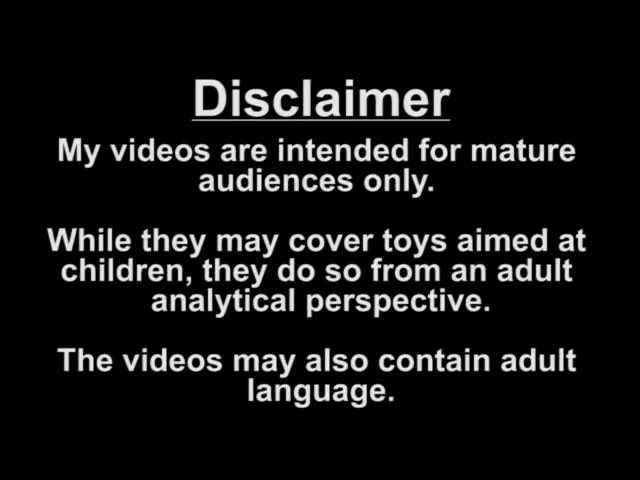 Disclaimer
My videos are intended for mature
audiences only.
While they may cover toys aimed at
children, they do so from an adult
analytical perspective.
The videos may also contain adult
language.